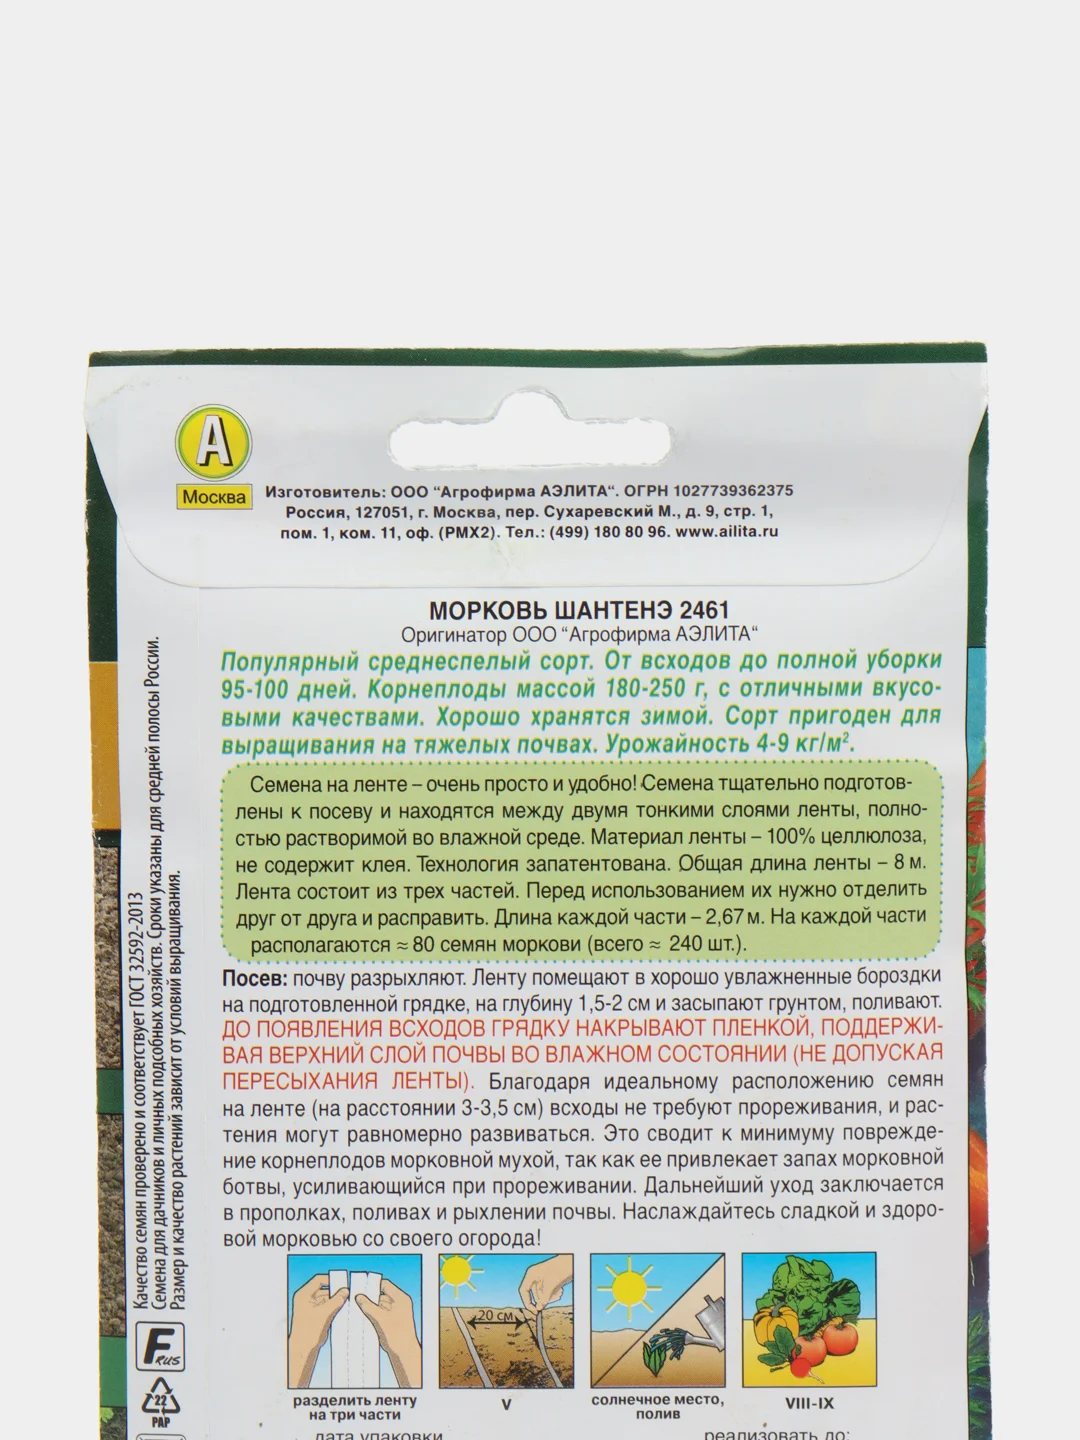 А
Москва
Изготовитель: ООО “Агрофирма АЭЛИТА“. ОГРН 1027739362375
Россия, 127051, г. Москва, пер. Сухаревский М., д. 9, стр. 1,
пом. 1, ком. 11, оф. (РМХ2). Тел.: (499) 180 80 96. www.ailita.ru
МОРКОВЬ ШАНТЕНЭ 2461
Оригинатор ООО “Агрофирма АЭЛИТА“
Популярный среднеспелый сорт. От всходов до полной уборки
95-100 дней. Корнеплоды массой 180-250 г, с отличными вкусо-
выми качествами. Хорошо хранятся зимой. Сорт пригоден для
выращивания на тяжелых почвах. Урожайность 4-9 кг/м².
Семена на ленте – очень просто и удобно! Семена тщательно подготов-
лены к посеву и находятся между двумя тонкими слоями ленты, полно-
стью растворимой во влажной среде. Материал ленты – 100% целлюлоза,
не содержит клея. Технология запатентована. Общая длина ленты – 8 м.
Лента состоит из трех частей. Перед использованием их нужно отделить
друг от друга и расправить. Длина каждой части – 2,67 м. На каждой части
располагаются ≈ 80 семян моркови (всего ≈ 240 шт.).
Посев: почву разрыхляют. Ленту помещают в хорошо увлажненные бороздки
на подготовленной грядке, на глубину 1,5-2 см и засыпают грунтом, поливают.
ДО ПОЯВЛЕНИЯ ВСХОДОВ ГРЯДКУ НАКРЫВАЮТ ПЛЕНКОЙ, ПОДДЕРЖИ-
ВАЯ ВЕРХНИЙ СЛОЙ ПОЧВЫ ВО ВЛАЖНОМ СОСТОЯНИИ (НЕ ДОПУСКАЯ
ПЕРЕСЫХАНИЯ ЛЕНТЫ). Благодаря идеальному расположению семян
на ленте (на расстоянии 3-3,5 см) всходы не требуют прореживания, и рас-
тения могут равномерно развиваться. Это сводит к минимуму поврежде-
ние корнеплодов морковной мухой, так как ее привлекает запах морковной
ботвы, усиливающийся при прореживании. Дальнейший уход заключается
в прополках, поливах и рыхлении почвы. Наслаждайтесь сладкой и здоро-
вой морковью со своего огорода!
20 см
разделить ленту
на три части
V
солнечное место,
полив
VIII-IX
дата упаковки
реализовать до:
Качество семян проверено и соответствует ГОСТ 32592-2013
Семена для дачников и личных подсобных хозяйств. Сроки указаны для средней полосы России.
Размер и качество растений зависит от условий выращивания.
F RUS
22
PAP